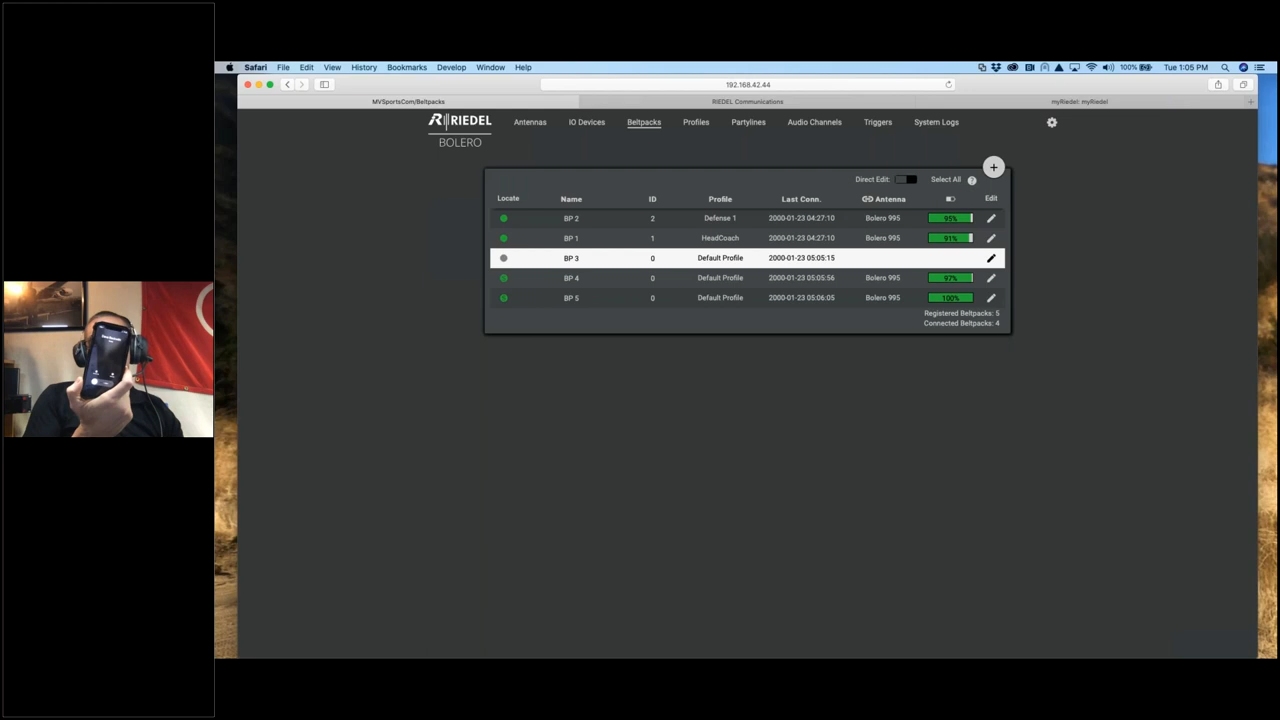 Safari File Edit View History Bookmarks Develop Window Help 100% Tue 1:05 PM
192.168.42.44
MVSportsCom/Beltpacks RIEDEL Communications myRiedel: myRiedel
RIEDEL
BOLERO
Antennas IO Devices Beltpacks Profiles Partylines Audio Channels Triggers System Logs
+
Direct Edit: Select All ?
Locate Name ID Profile Last Conn. Antenna Edit
BP 2 2 Defense 1 2000-01-23 04:27:10 Bolero 995 95%
BP 1 1 HeadCoach 2000-01-23 04:27:10 Bolero 995 91%
BP 3 0 Default Profile 2000-01-23 05:05:15
BP 4 0 Default Profile 2000-01-23 05:05:56 Bolero 995 97%
BP 5 0 Default Profile 2000-01-23 05:06:05 Bolero 995 100%
Registered Beltpacks: 5
Connected Beltpacks: 4